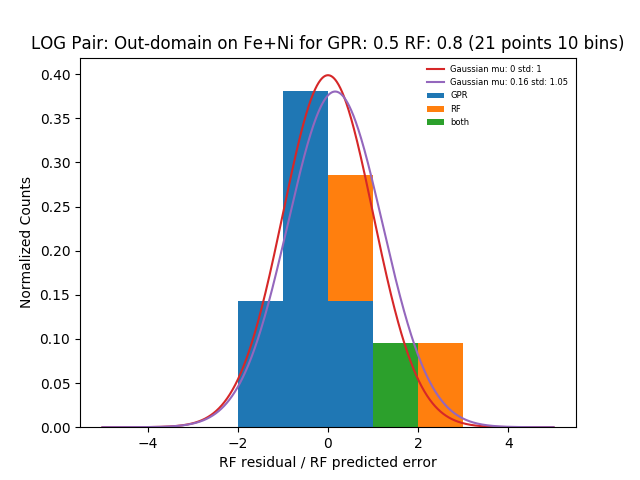 LOG Pair: Out-domain on Fe+Ni for GPR: 0.5 RF: 0.8 (21 points 10 bins)
Gaussian mu: 0 std: 1
Gaussian mu: 0.16 std: 1.05
GPR
RF
both
Normalized Counts
0.40
0.35
0.30
0.25
0.20
0.15
0.10
0.05
0.00
−4 −2 0 2 4
RF residual / RF predicted error